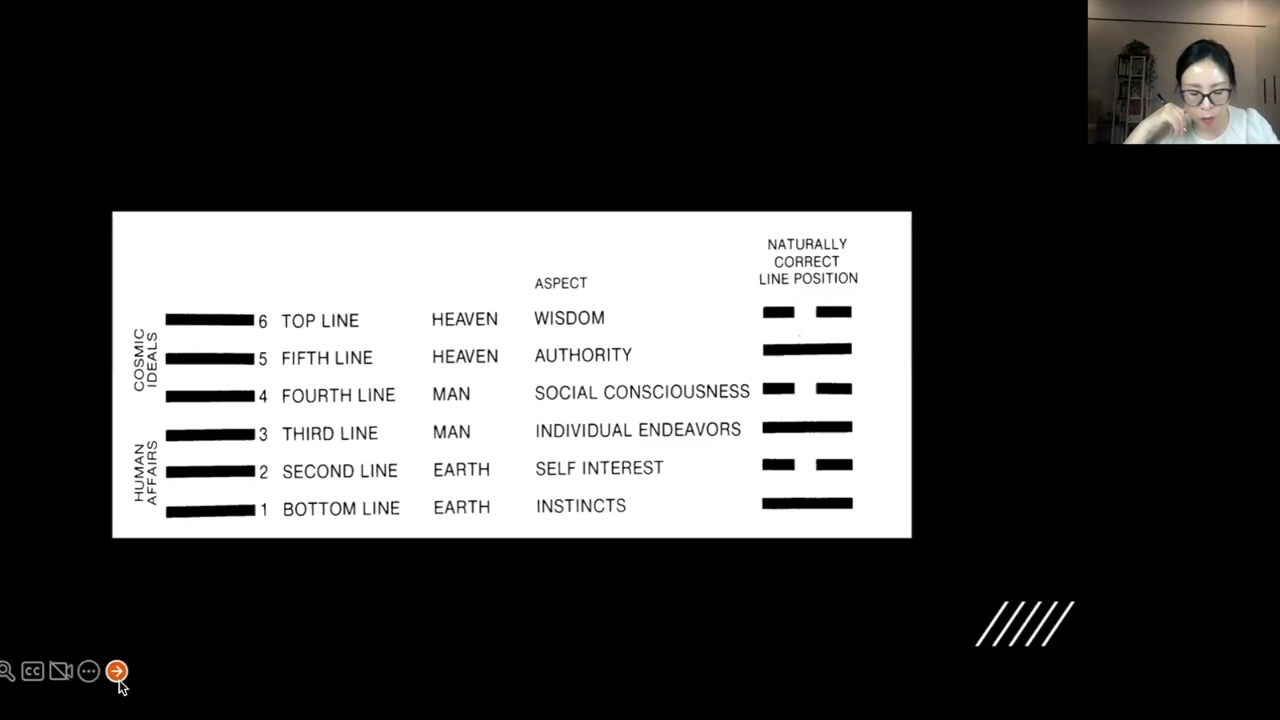 NATURALLY
CORRECT
ASPECT LINE POSITION
COSMIC IDEALS
6 TOP LINE HEAVEN WISDOM
5 FIFTH LINE HEAVEN AUTHORITY
4 FOURTH LINE MAN SOCIAL CONSCIOUSNESS
HUMAN AFFAIRS
3 THIRD LINE MAN INDIVIDUAL ENDEAVORS
2 SECOND LINE EARTH SELF INTEREST
1 BOTTOM LINE EARTH INSTINCTS
CC